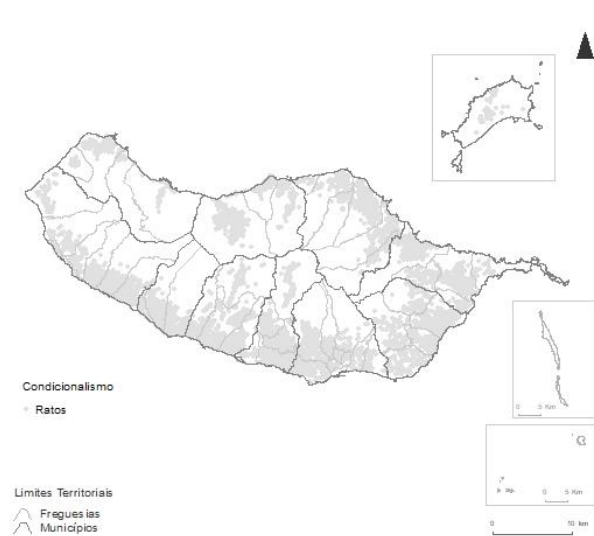 0 5 Km
0 5 Km
0 10 km
Condicionalismo
Ratos
Limites Territoriais
Freguesias
Municípios